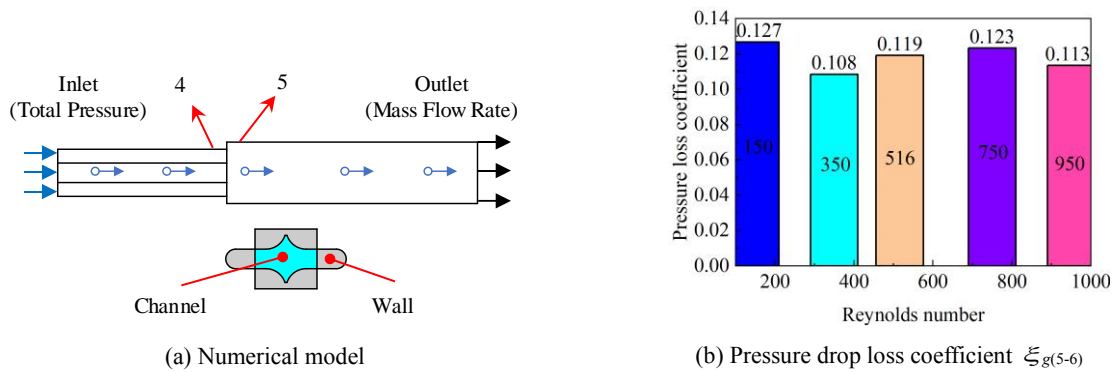 Inlet
(Total Pressure)
4
5
Outlet
(Mass Flow Rate)
Channel
Wall
(a) Numerical model
Pressure loss coefficient
0.14
0.12
0.10
0.08
0.06
0.04
0.02
0.00
0.127
0.108
0.119
0.123
0.113
150
350
516
750
950
200
400
600
800
1000
Reynolds number
(b) Pressure drop loss coefficient ξg(5-6)